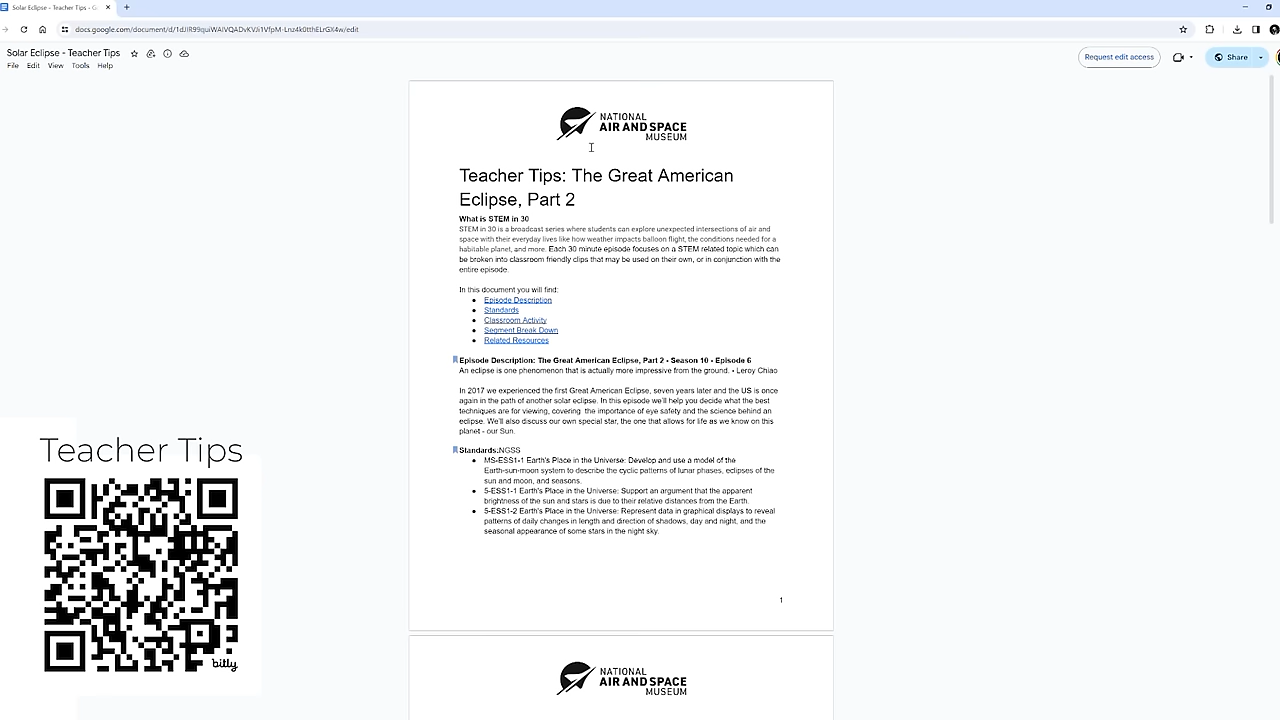 Solar Eclipse - Teacher Tips - G
docs.google.com/document/d/1dJIR99quiWAIVQADvKVJi1VfpM-Lnz4k0tthELrGX4w/edit
Solar Eclipse - Teacher Tips
File Edit View Tools Help
Request edit access
Share
NATIONAL
AIR AND SPACE
MUSEUM
Teacher Tips: The Great American
Eclipse, Part 2
What is STEM in 30
STEM in 30 is a broadcast series where students can explore unexpected intersections of air and
space with their everyday lives like how weather impacts balloon flight, the conditions needed for a
habitable planet, and more. Each 30 minute episode focuses on a STEM related topic which can
be broken into classroom friendly clips that may be used on their own, or in conjunction with the
entire episode.
In this document you will find:
Episode Description
Standards
Classroom Activity
Segment Break Down
Related Resources
Episode Description: The Great American Eclipse, Part 2 • Season 10 • Episode 6
An eclipse is one phenomenon that is actually more impressive from the ground. • Leroy Chiao
In 2017 we experienced the first Great American Eclipse, seven years later and the US is once
again in the path of another solar eclipse. In this episode we'll help you decide what the best
techniques are for viewing, covering the importance of eye safety and the science behind an
eclipse. We'll also discuss our own special star, the one that allows for life as we know on this
planet - our Sun.
Standards:NGSS
MS-ESS1-1 Earth's Place in the Universe: Develop and use a model of the
Earth-sun-moon system to describe the cyclic patterns of lunar phases, eclipses of the
sun and moon, and seasons.
5-ESS1-1 Earth's Place in the Universe: Support an argument that the apparent
brightness of the sun and stars is due to their relative distances from the Earth.
5-ESS1-2 Earth's Place in the Universe: Represent data in graphical displays to reveal
patterns of daily changes in length and direction of shadows, day and night, and the
seasonal appearance of some stars in the night sky.
1
NATIONAL
AIR AND SPACE
MUSEUM
Teacher Tips
bitly